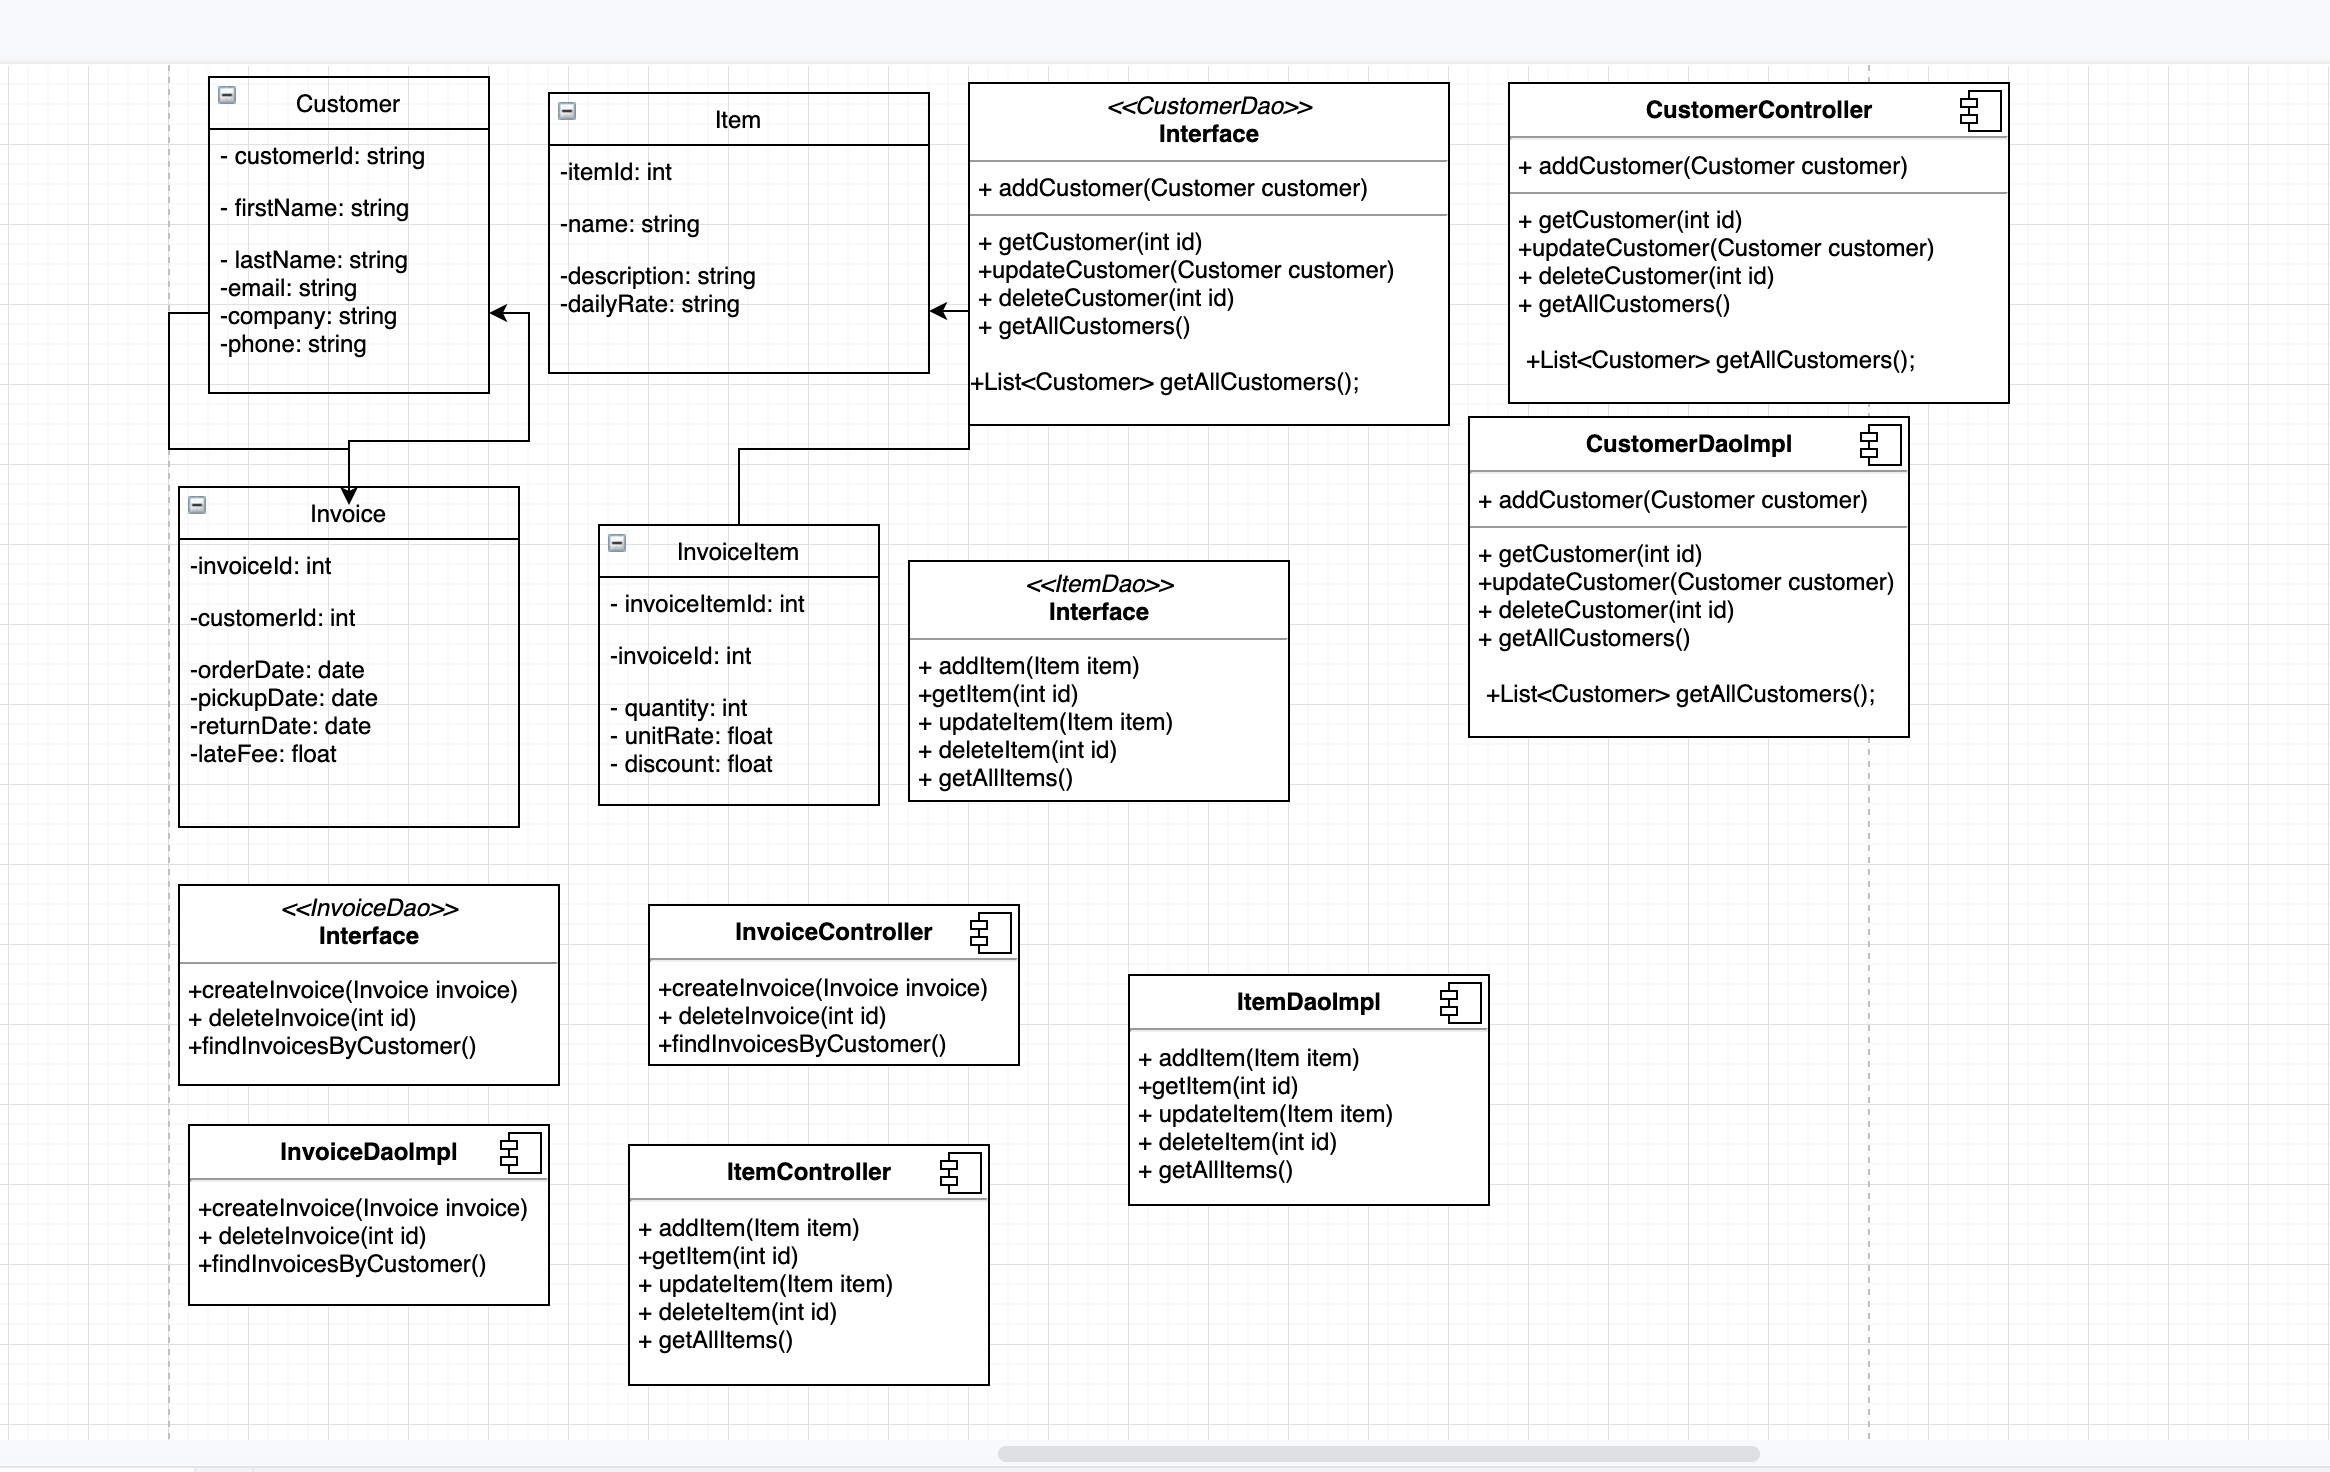 Customer
- customerId: string
- firstName: string
- lastName: string
-email: string
-company: string
-phone: string
Item
-itemId: int
-name: string
-description: string
-dailyRate: string
<<CustomerDao>>
Interface
+ addCustomer(Customer customer)
+ getCustomer(int id)
+updateCustomer(Customer customer)
+ deleteCustomer(int id)
+ getAllCustomers()
+List<Customer> getAllCustomers();
CustomerController
+ addCustomer(Customer customer)
+ getCustomer(int id)
+updateCustomer(Customer customer)
+ deleteCustomer(int id)
+ getAllCustomers()
+List<Customer> getAllCustomers();
CustomerDaoImpl
+ addCustomer(Customer customer)
+ getCustomer(int id)
+updateCustomer(Customer customer)
+ deleteCustomer(int id)
+ getAllCustomers()
+List<Customer> getAllCustomers();
Invoice
-invoiceId: int
-customerId: int
-orderDate: date
-pickupDate: date
-returnDate: date
-lateFee: float
InvoiceItem
- invoiceItemId: int
-invoiceId: int
- quantity: int
- unitRate: float
- discount: float
<<ItemDao>>
Interface
+ addItem(Item item)
+getItem(int id)
+ updateItem(Item item)
+ deleteItem(int id)
+ getAllItems()
<<InvoiceDao>>
Interface
+createInvoice(Invoice invoice)
+ deleteInvoice(int id)
+findInvoicesByCustomer()
InvoiceController
+createInvoice(Invoice invoice)
+ deleteInvoice(int id)
+findInvoicesByCustomer()
ItemDaoImpl
+ addItem(Item item)
+getItem(int id)
+ updateItem(Item item)
+ deleteItem(int id)
+ getAllItems()
InvoiceDaoImpl
+createInvoice(Invoice invoice)
+ deleteInvoice(int id)
+findInvoicesByCustomer()
ItemController
+ addItem(Item item)
+getItem(int id)
+ updateItem(Item item)
+ deleteItem(int id)
+ getAllItems()